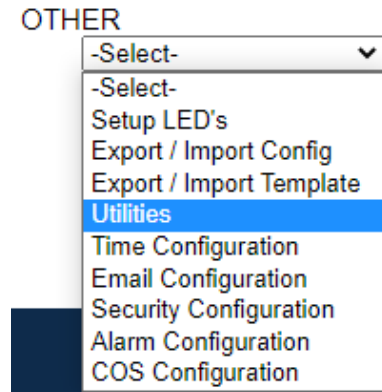 OTHER
-Select-
-Select-
Setup LED's
Export / Import Config
Export / Import Template
Utilities
Time Configuration
Email Configuration
Security Configuration
Alarm Configuration
COS Configuration